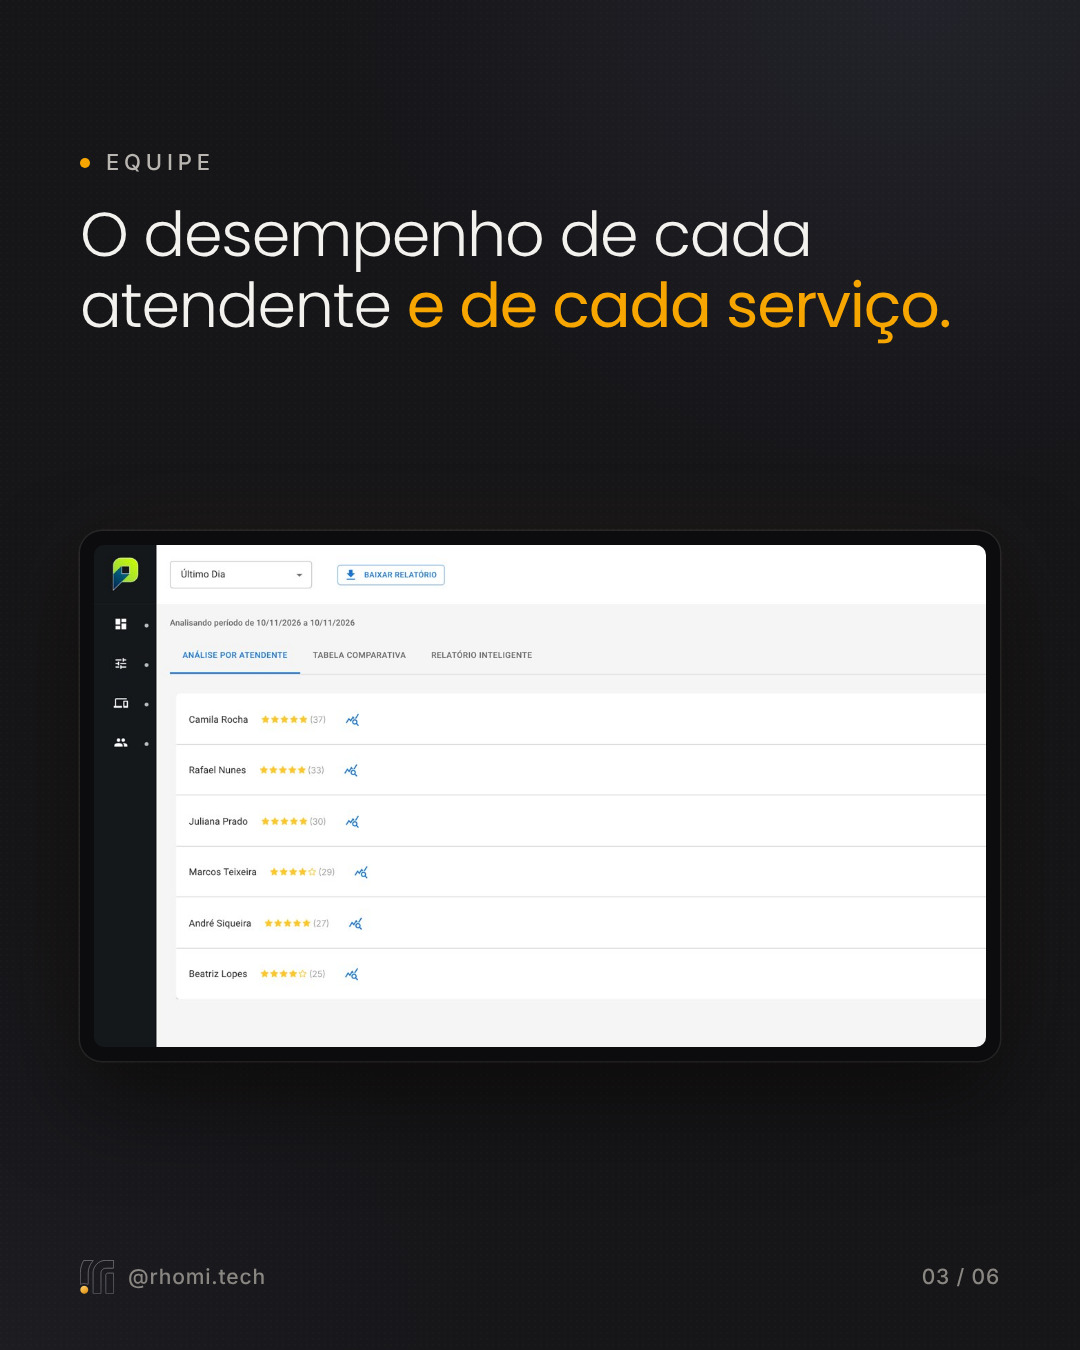 EQUIPE
O desempenho de cada
atendente e de cada serviço.
Último Dia
BAIXAR RELATÓRIO
Analisando período de 10/11/2026 a 10/11/2026
ANÁLISE POR ATENDENTE TABELA COMPARATIVA RELATÓRIO INTELIGENTE
Camila Rocha (37)
Rafael Nunes (33)
Juliana Prado (30)
Marcos Teixeira (29)
André Siqueira (27)
Beatriz Lopes (25)
@rhomi.tech
03 / 06